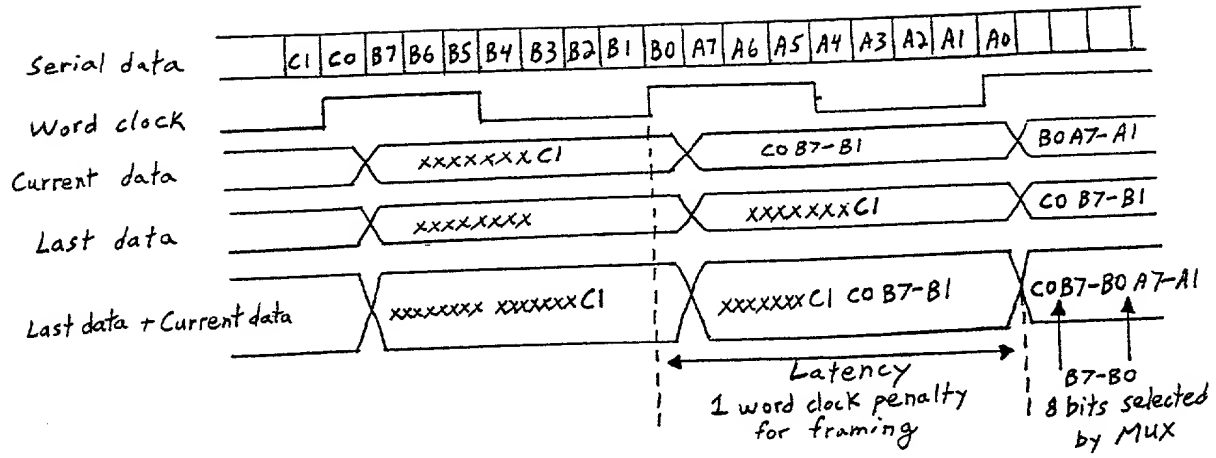 Serial data C1 C0 B7 B6 B5 B4 B3 B2 B1 B0 A7 A6 A5 A4 A3 A2 A1 A0
Word clock
Current data xxxxxxxC1 C0 B7-B1 B0 A7-A1
Last data xxxxxxxx xxxxxxxC1 C0 B7-B1
Last data + Current data xxxxxxxx xxxxxxxC1 xxxxxxxC1 C0 B7-B1 C0B7-B0 A7-A1
Latency
1 word clock penalty
for framing
B7-B0
8 bits selected
by MUX